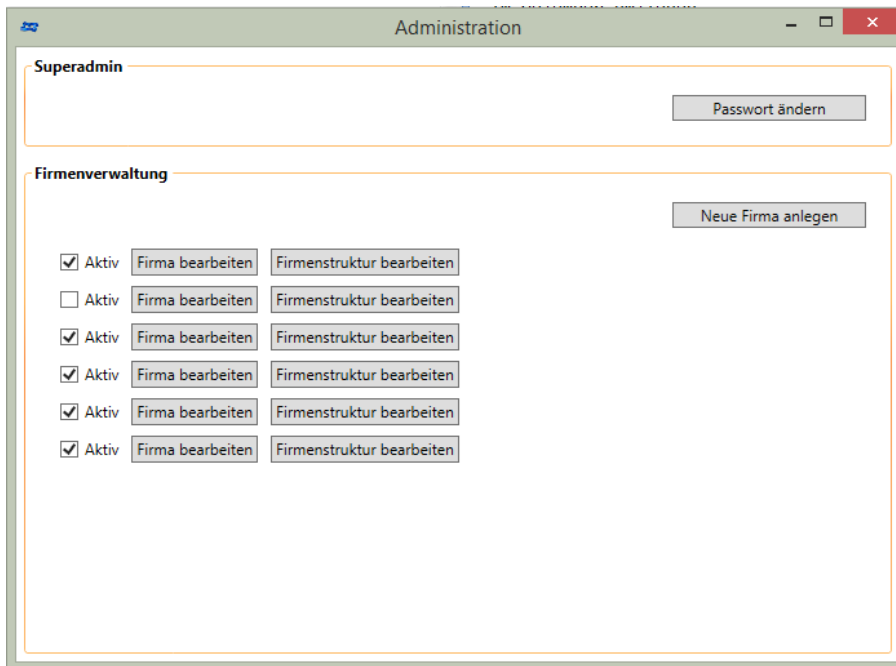 Administration
Superadmin
Passwort ändern
Firmenverwaltung
Neue Firma anlegen
Aktiv Firma bearbeiten Firmenstruktur bearbeiten
Aktiv Firma bearbeiten Firmenstruktur bearbeiten
Aktiv Firma bearbeiten Firmenstruktur bearbeiten
Aktiv Firma bearbeiten Firmenstruktur bearbeiten
Aktiv Firma bearbeiten Firmenstruktur bearbeiten
Aktiv Firma bearbeiten Firmenstruktur bearbeiten